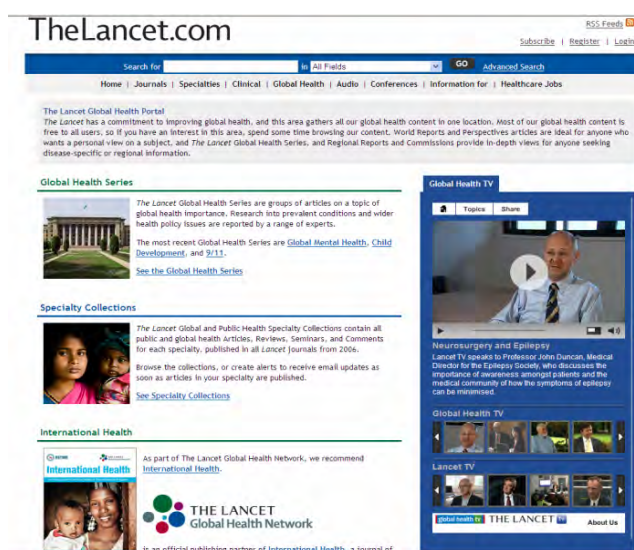 TheLancet.com
RSS Feeds
Subscribe | Register | Login
Search for in All Fields GO Advanced Search
Home | Journals | Specialties | Clinical | Global Health | Audio | Conferences | Information for | Healthcare Jobs
The Lancet Global Health Portal
The Lancet has a commitment to improving global health, and this area gathers all our global health content in one location. Most of our global health content is
free to all users, so if you have an interest in this area, spend some time browsing our content. World Reports and Perspectives articles are ideal for anyone who
wants a personal view on a subject, and The Lancet Global Health Series, and Regional Reports and Commissions provide in-depth views for anyone seeking
disease-specific or regional information.
Global Health Series
The Lancet Global Health Series are groups of articles on a topic of
global health importance. Research into prevalent conditions and wider
health policy issues are reported by a range of experts.
The most recent Global Health Series are Global Mental Health, Child
Development, and 9/11.
See the Global Health Series
Specialty Collections
The Lancet Global and Public Health Specialty Collections contain all
public and global health Articles, Reviews, Seminars, and Comments
for each specialty, published in all Lancet journals from 2006.
Browse the collections, or create alerts to receive email updates as
soon as articles in your specialty are published.
See Specialty Collections
International Health
International Health
As part of The Lancet Global Health Network, we recommend
International Health.
THE LANCET
Global Health Network
is an official publishing partner of International Health, a journal of
Global Health TV
Topics Share
Neurosurgery and Epilepsy
Lancet TV speaks to Professor John Duncan, Medical
Director for the Epilepsy Society, who discusses the
importance of awareness amongst patients and the
medical community of how the symptoms of epilepsy
can be minimised.
Global Health TV
Lancet TV
global health tv THE LANCET TV About Us